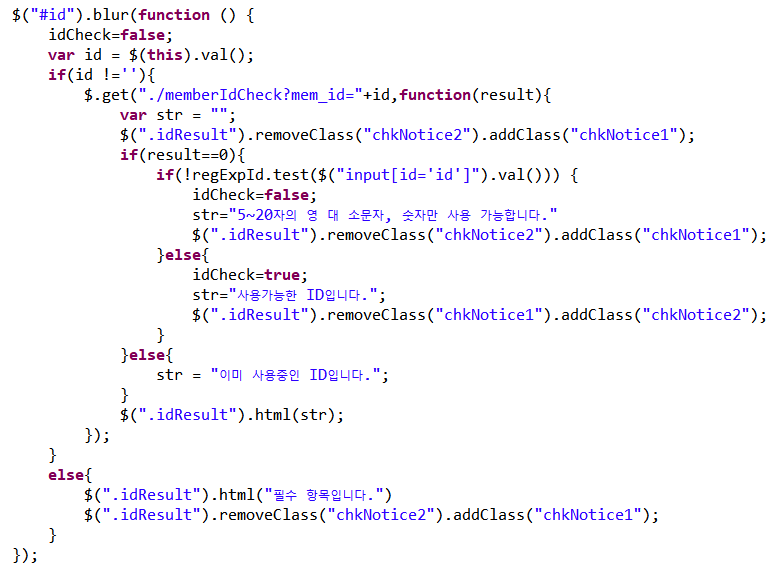 $("#id").blur(function () {
    idCheck=false;
    var id = $(this).val();
    if(id !=''){
        $.get("./memberIdCheck?mem_id="+id,function(result){
            var str = "";
            $(".idResult").removeClass("chkNotice2").addClass("chkNotice1");
            if(result==0){
                if(!regExpId.test($("input[id='id']").val())) {
                    idCheck=false;
                    str="5~20자의 영 대 소문자, 숫자만 사용 가능합니다."
                    $(".idResult").removeClass("chkNotice2").addClass("chkNotice1");
                }else{
                    idCheck=true;
                    str="사용가능한 ID입니다.";
                    $(".idResult").removeClass("chkNotice1").addClass("chkNotice2");
                }
            }else{
                str = "이미 사용중인 ID입니다.";
            }
            $(".idResult").html(str);
        });
    }
    else{
        $(".idResult").html("필수 항목입니다.")
        $(".idResult").removeClass("chkNotice2").addClass("chkNotice1");
    }
});